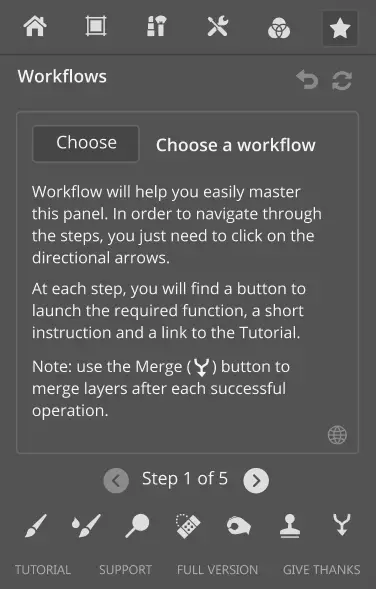 Workflows
Choose
Choose a workflow
Workflow will help you easily master
this panel. In order to navigate through
the steps, you just need to click on the
directional arrows.
At each step, you will find a button to
launch the required function, a short
instruction and a link to the Tutorial.
Note: use the Merge ( ) button to
merge layers after each successful
operation.
Step 1 of 5
TUTORIAL
SUPPORT
FULL VERSION
GIVE THANKS